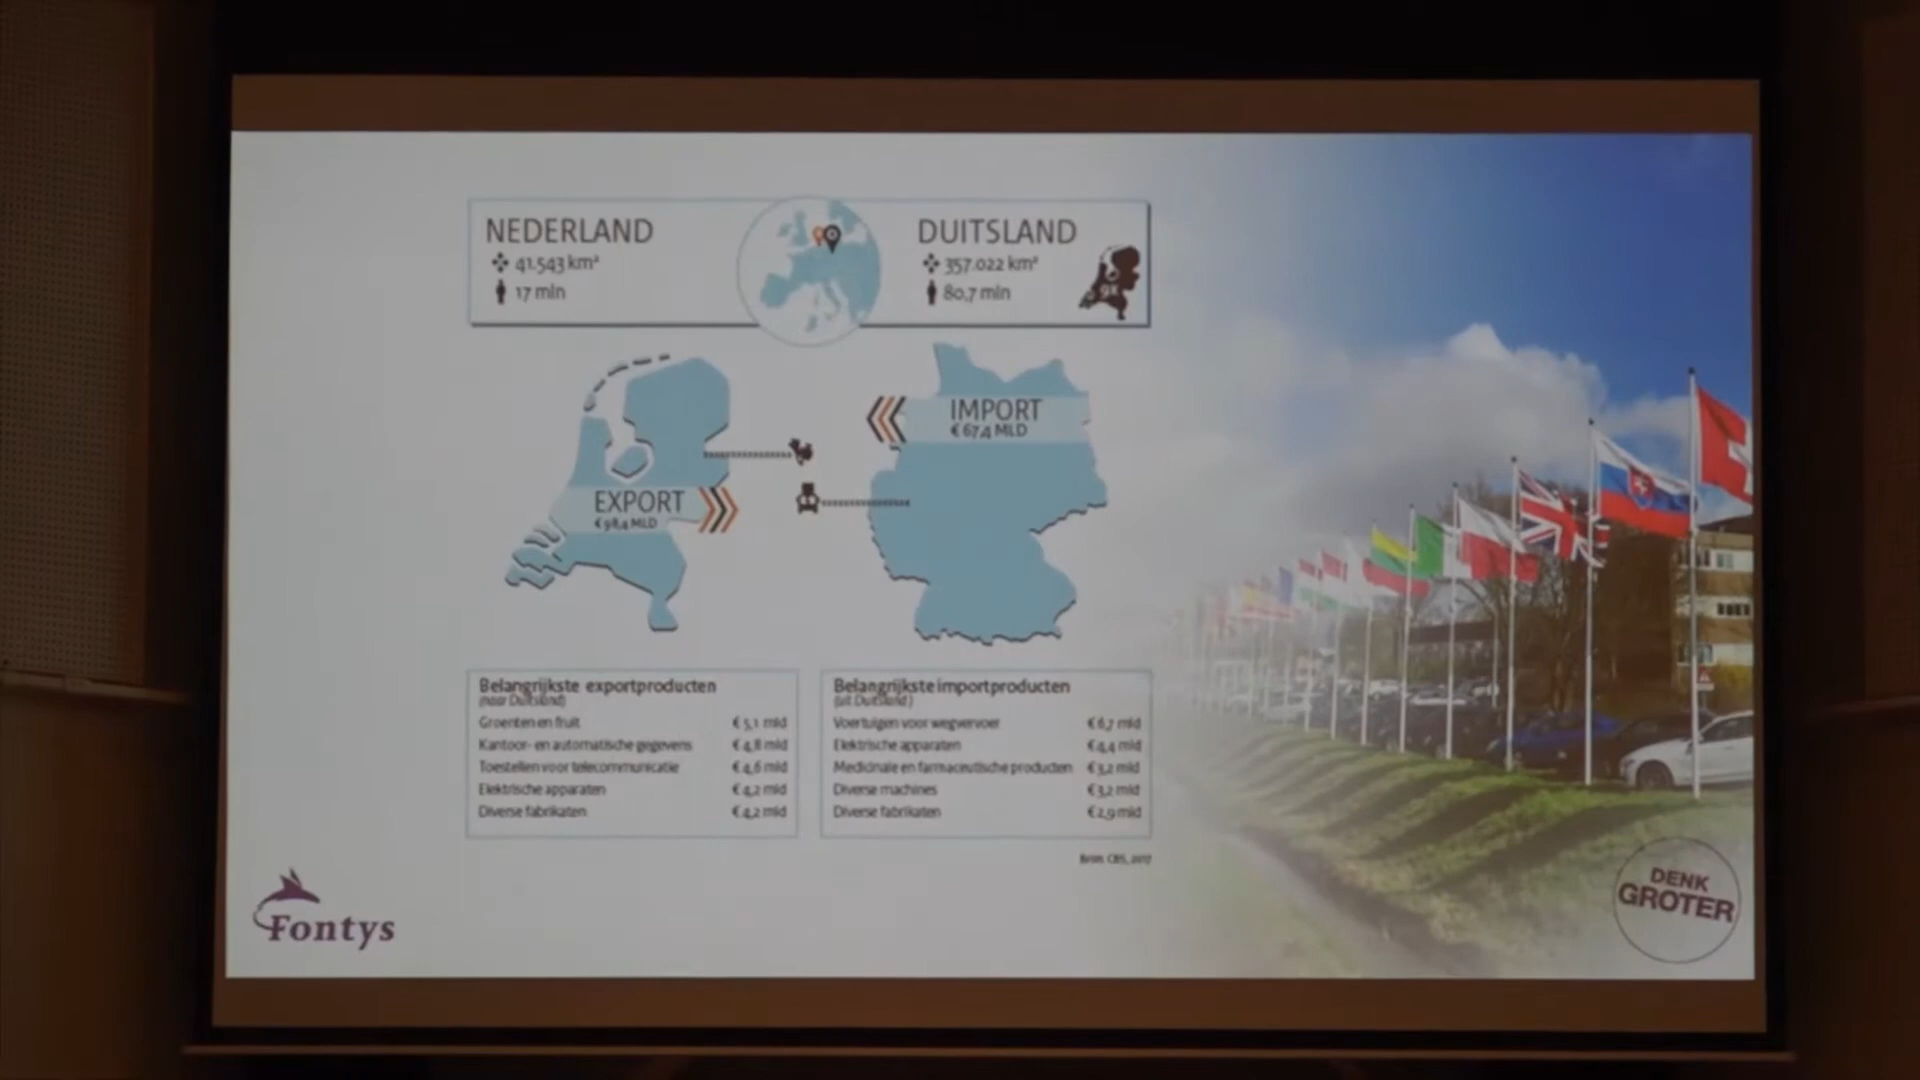 NEDERLAND
41.543 km²
17 mln
DUITSLAND
357.022 km²
80,7 mln
9x
IMPORT
€ 67,4 MLD
EXPORT
€ 98,4 MLD
Belangrijkste exportproducten
(naar Duitsland)
Groenten en fruit € 5,1 mld
Kantoor- en automatische gegevens € 4,8 mld
Toestellen voor telecommunicatie € 4,6 mld
Elektrische apparaten € 4,2 mld
Diverse fabrikaten € 4,2 mld
Belangrijkste importproducten
(uit Duitsland)
Voertuigen voor wegvervoer € 6,7 mld
Elektrische apparaten € 4,4 mld
Medicinale en farmaceutische producten € 3,2 mld
Diverse machines € 3,2 mld
Diverse fabrikaten € 2,9 mld
Bron: CBS, 2017
Fontys
DENK
GROTER